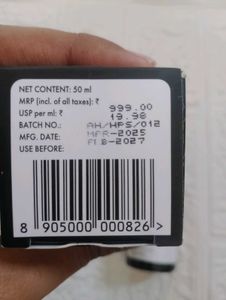 NET CONTENT: 50 ml
MRP (incl. of all taxes): ₹ 999.00
USP per ml: ₹ 19.98
BATCH NO.: AH/HPS/012
MFG. DATE: MAR-2025
USE BEFORE: FEB-2027
8 905000 000826 >